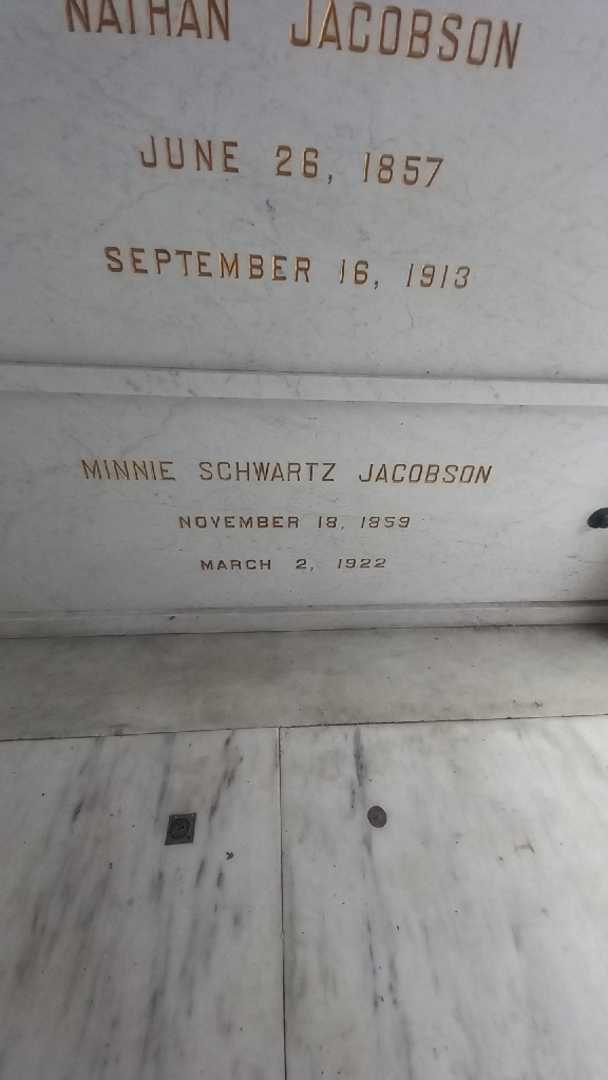 NATHAN JACOBSON
JUNE 26, 1857
SEPTEMBER 16, 1913
MINNIE SCHWARTZ JACOBSON
NOVEMBER 18, 1859
MARCH 2, 1922